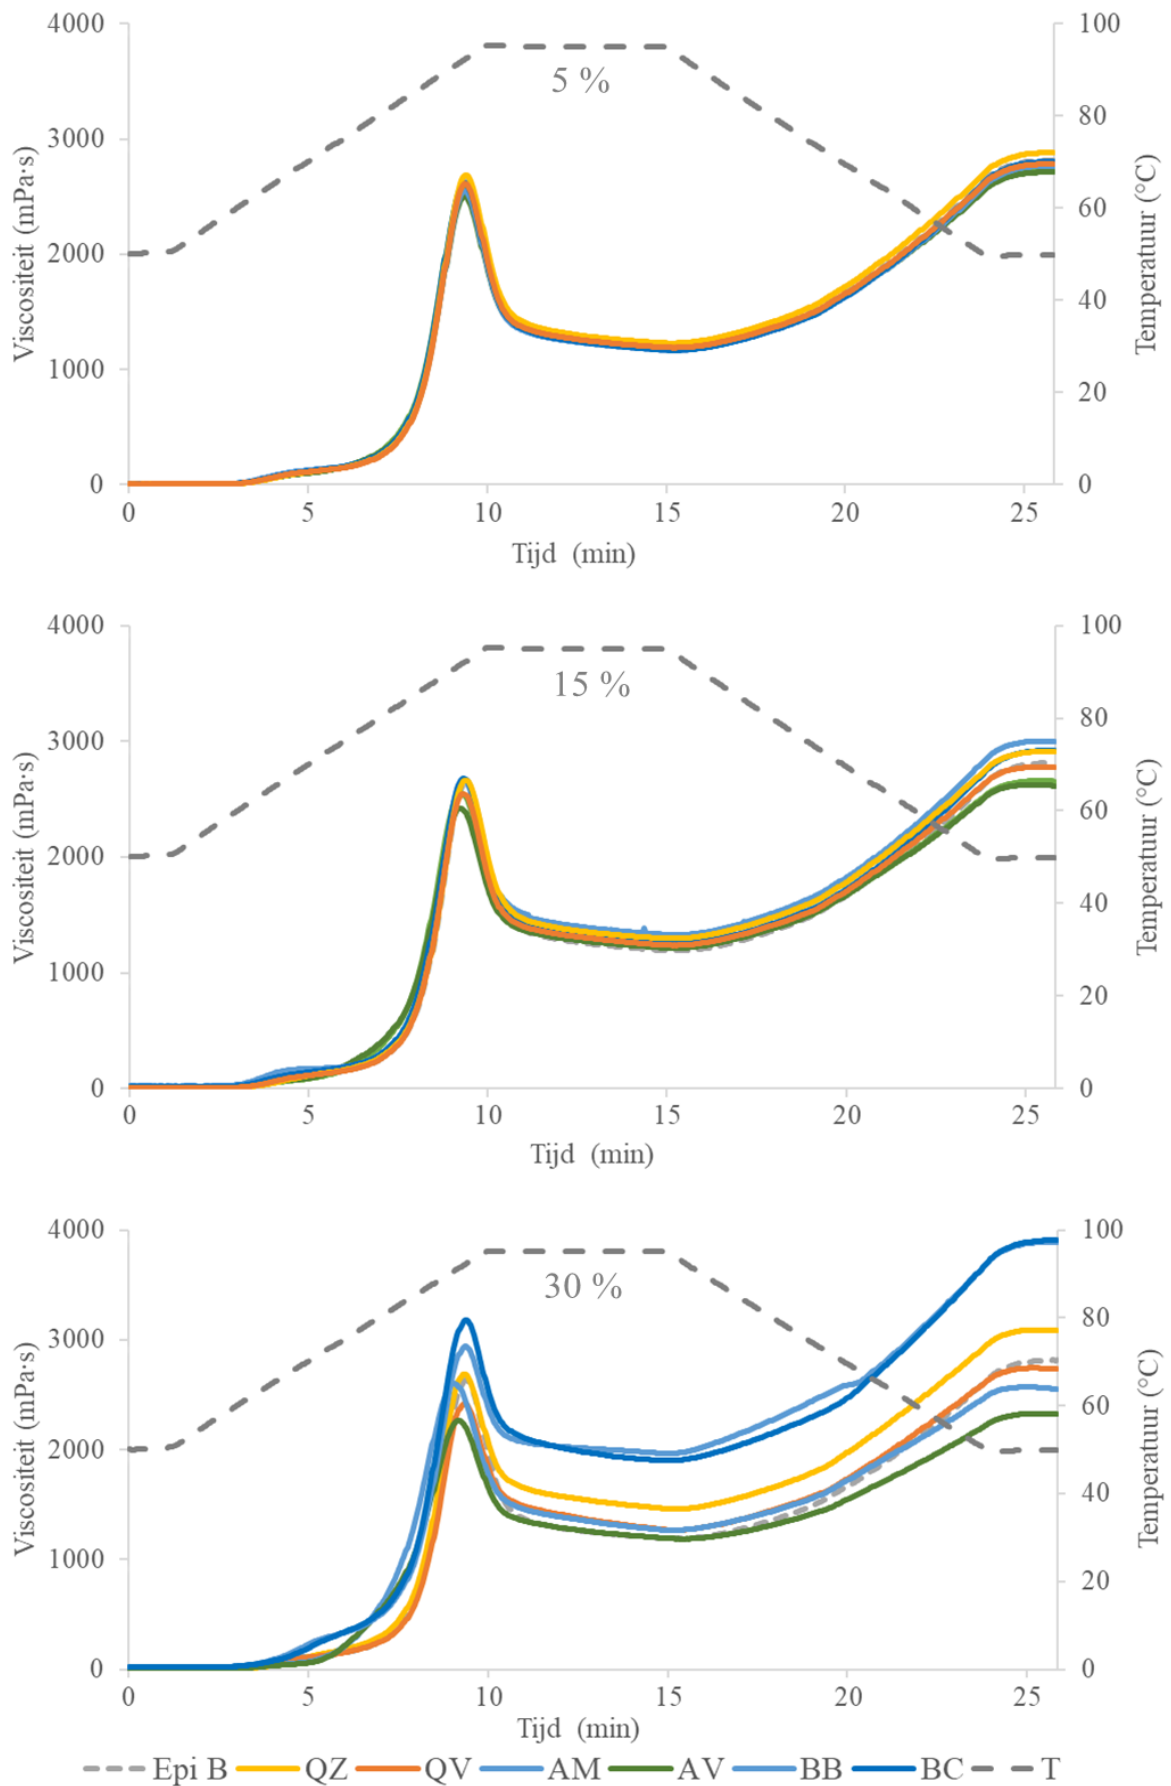 4000
3000
2000
1000
0
Viscositeit (mPa·s)
5 %
100
80
60
40
20
0
Temperatuur (°C)
0 5 10 15 20 25
Tijd (min)
4000
3000
2000
1000
0
Viscositeit (mPa·s)
15 %
100
80
60
40
20
0
Temperatuur (°C)
0 5 10 15 20 25
Tijd (min)
4000
3000
2000
1000
0
Viscositeit (mPa·s)
30 %
100
80
60
40
20
0
Temperatuur (°C)
0 5 10 15 20 25
Tijd (min)
Epi B QZ QV AM AV BB BC T